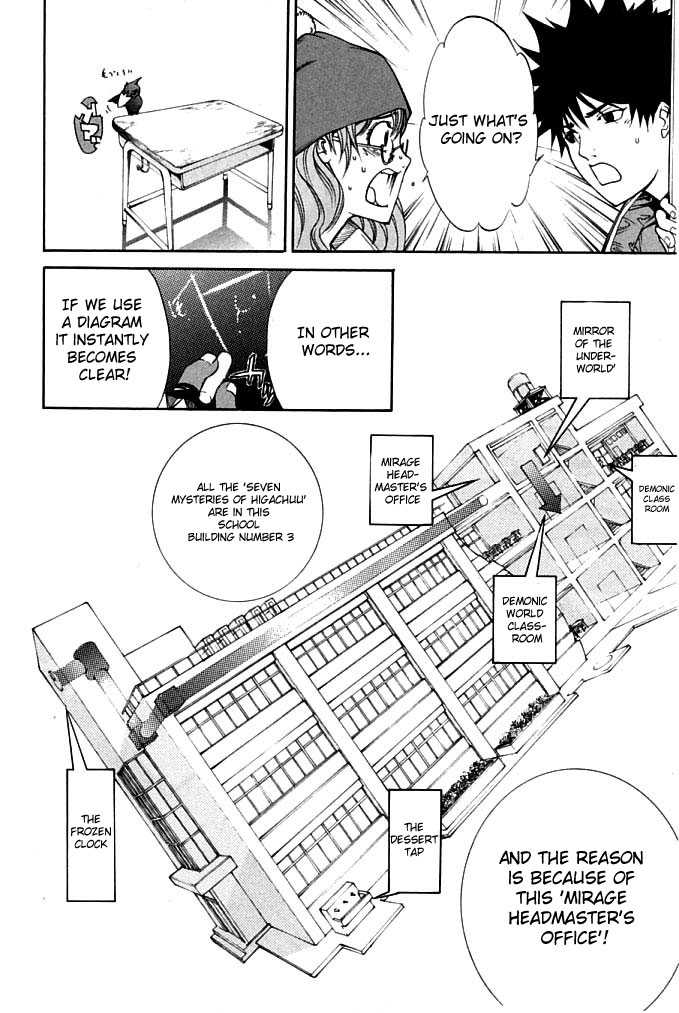 JUST WHAT'S
GOING ON?
IN OTHER
WORDS...
IF WE USE
A DIAGRAM
IT INSTANTLY
BECOMES
CLEAR!
MIRROR
OF THE
UNDER-
WORLD'
MIRAGE
HEAD-
MASTER'S
OFFICE
DEMONIC
CLASS
ROOM
ALL THE 'SEVEN
MYSTERIES OF HIGACHUU'
ARE IN THIS
SCHOOL
BUILDING NUMBER 3
DEMONIC
WORLD
CLASS-
ROOM
THE
FROZEN
CLOCK
THE
DESSERT
TAP
AND THE REASON
IS BECAUSE OF
THIS 'MIRAGE
HEADMASTER'S
OFFICE'!